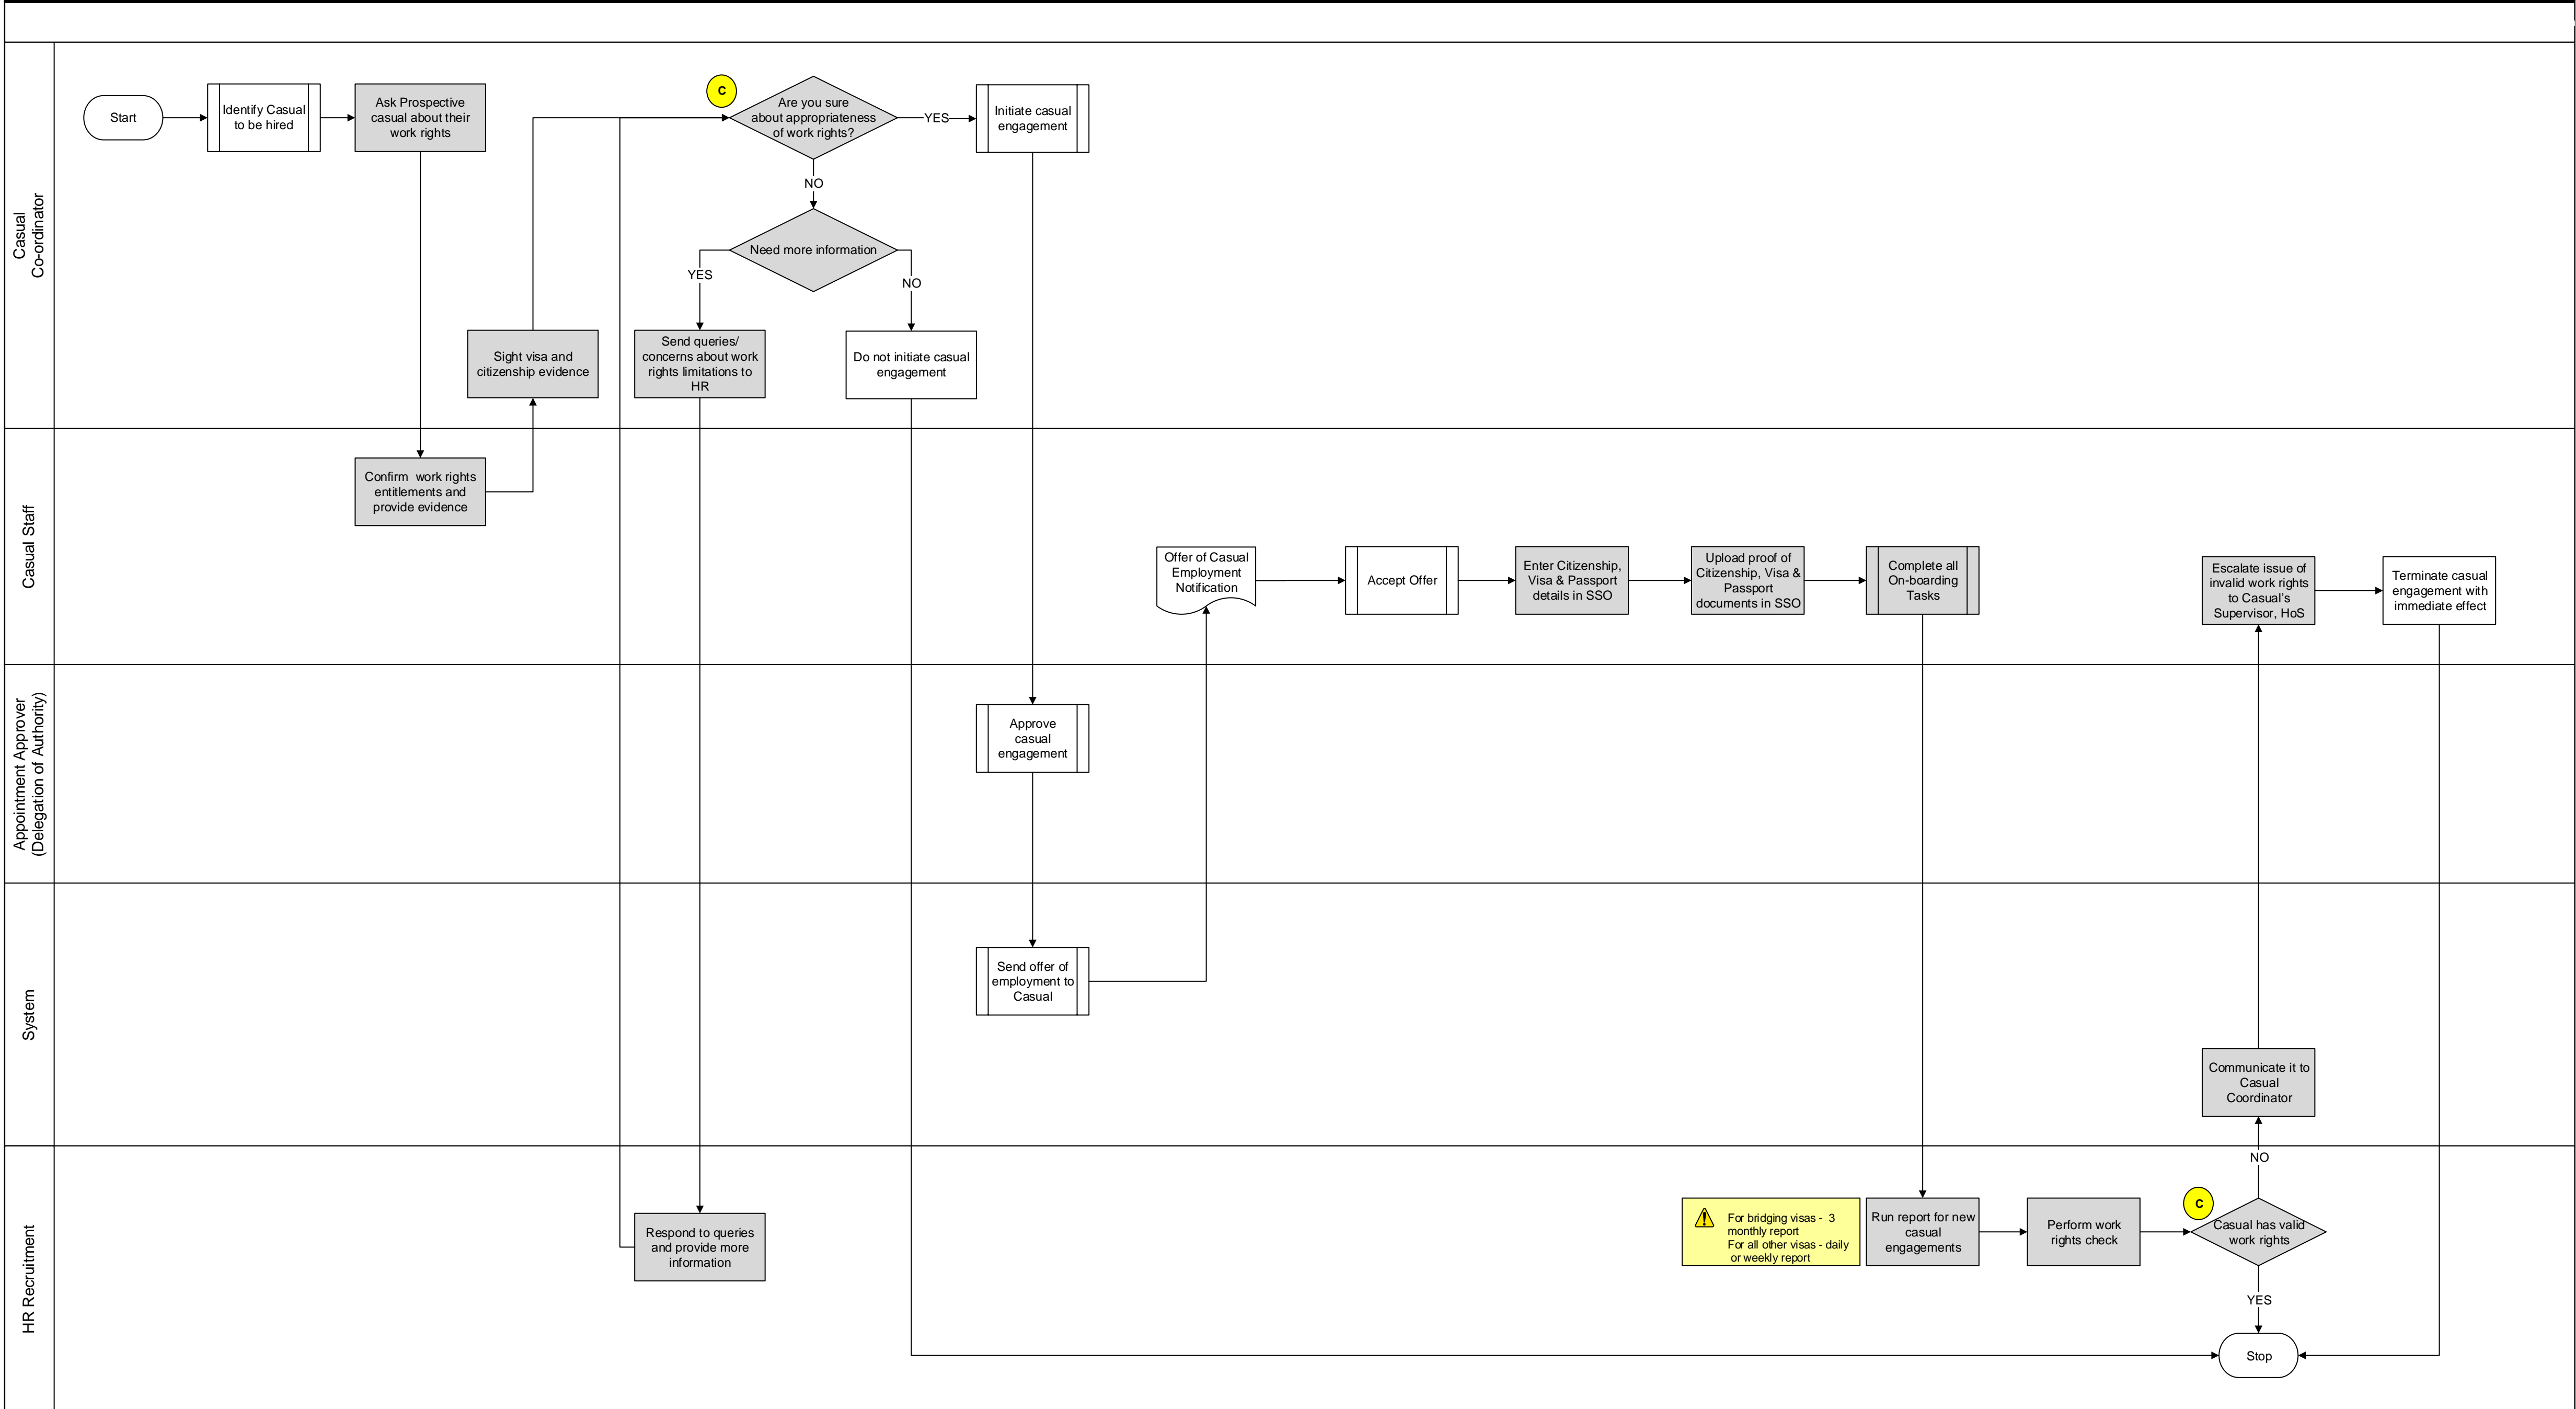 Casual
Co-ordinator
Start
Identify Casual
to be hired
Ask Prospective
casual about their
work rights
C
Are you sure
about appropriateness
of work rights?
YES
Initiate casual
engagement
NO
Need more information
YES
NO
Sight visa and
citizenship evidence
Send queries/
concerns about work
rights limitations to
HR
Do not initiate casual
engagement
Casual Staff
Confirm work rights
entitlements and
provide evidence
Offer of Casual
Employment
Notification
Accept Offer
Enter Citizenship,
Visa & Passport
details in SSO
Upload proof of
Citizenship, Visa &
Passport
documents in SSO
Complete all
On-boarding
Tasks
Escalate issue of
invalid work rights
to Casual's
Supervisor, HoS
Terminate casual
engagement with
immediate effect
Appointment Approver
(Delegation of Authority)
Approve
casual
engagement
System
Send offer of
employment to
Casual
Communicate it to
Casual
Coordinator
HR Recruitment
Respond to queries
and provide more
information
For bridging visas - 3
monthly report
For all other visas - daily
or weekly report
Run report for new
casual
engagements
Perform work
rights check
C
NO
Casual has valid
work rights
YES
Stop